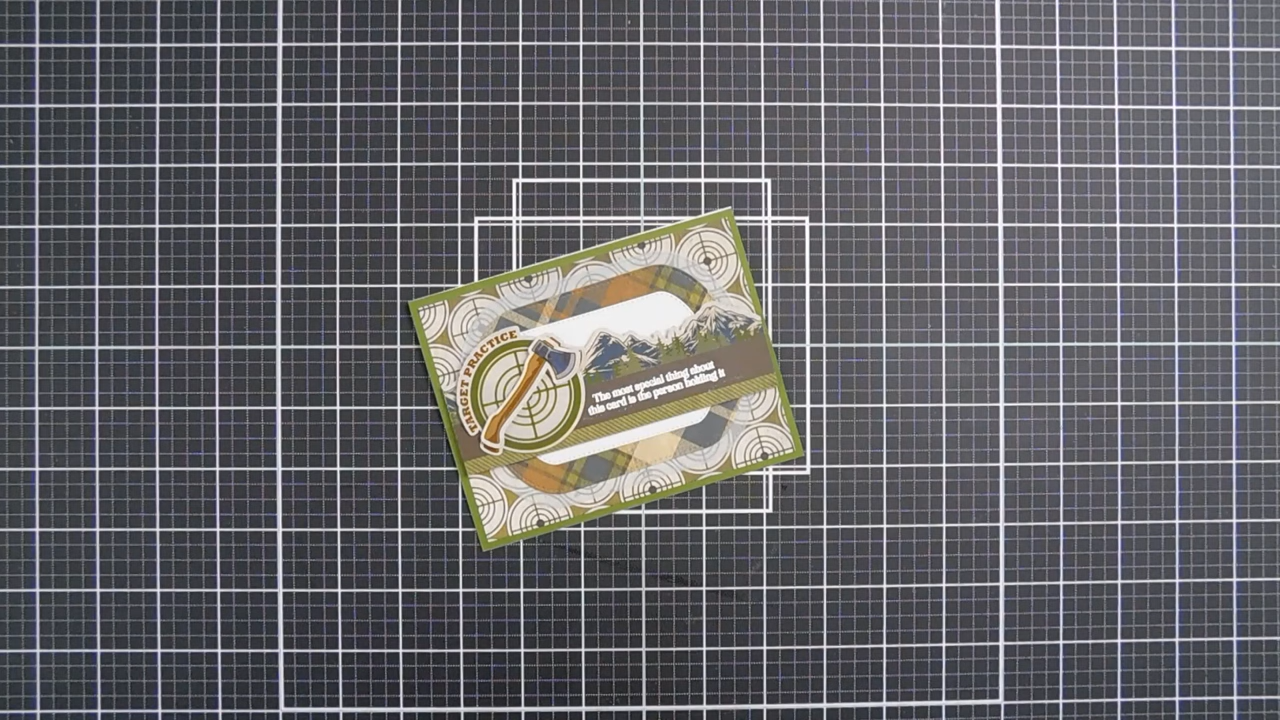 TARGET PRACTICE
The most special thing about
this card is the person holding it